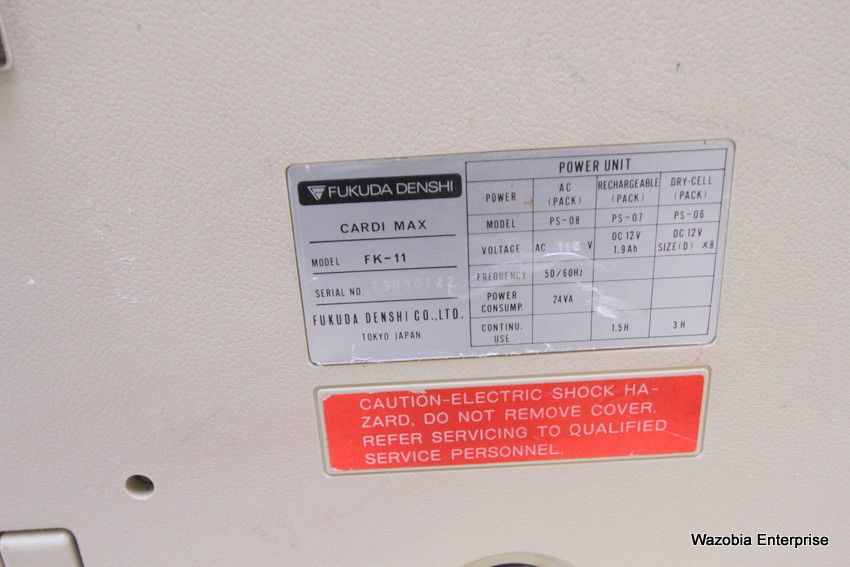 FUKUDA DENSHI
CARDI MAX
MODEL FK-11
SERIAL NO.
FUKUDA DENSHI CO.,LTD.
TOKYO JAPAN
POWER UNIT
POWER AC (PACK) RECHARGEABLE (PACK) DRY-CELL (PACK)
MODEL PS-08 PS-07 PS-06
VOLTAGE AC V DC 12V 1.9Ah DC 12V SIZE(D) ×8
FREQUENCY 50/60Hz
POWER CONSUMP. 24VA
CONTINU. USE 1.5H 3H
CAUTION-ELECTRIC SHOCK HA-
ZARD. DO NOT REMOVE COVER.
REFER SERVICING TO QUALIFIED
SERVICE PERSONNEL.
Wazobia Enterprise